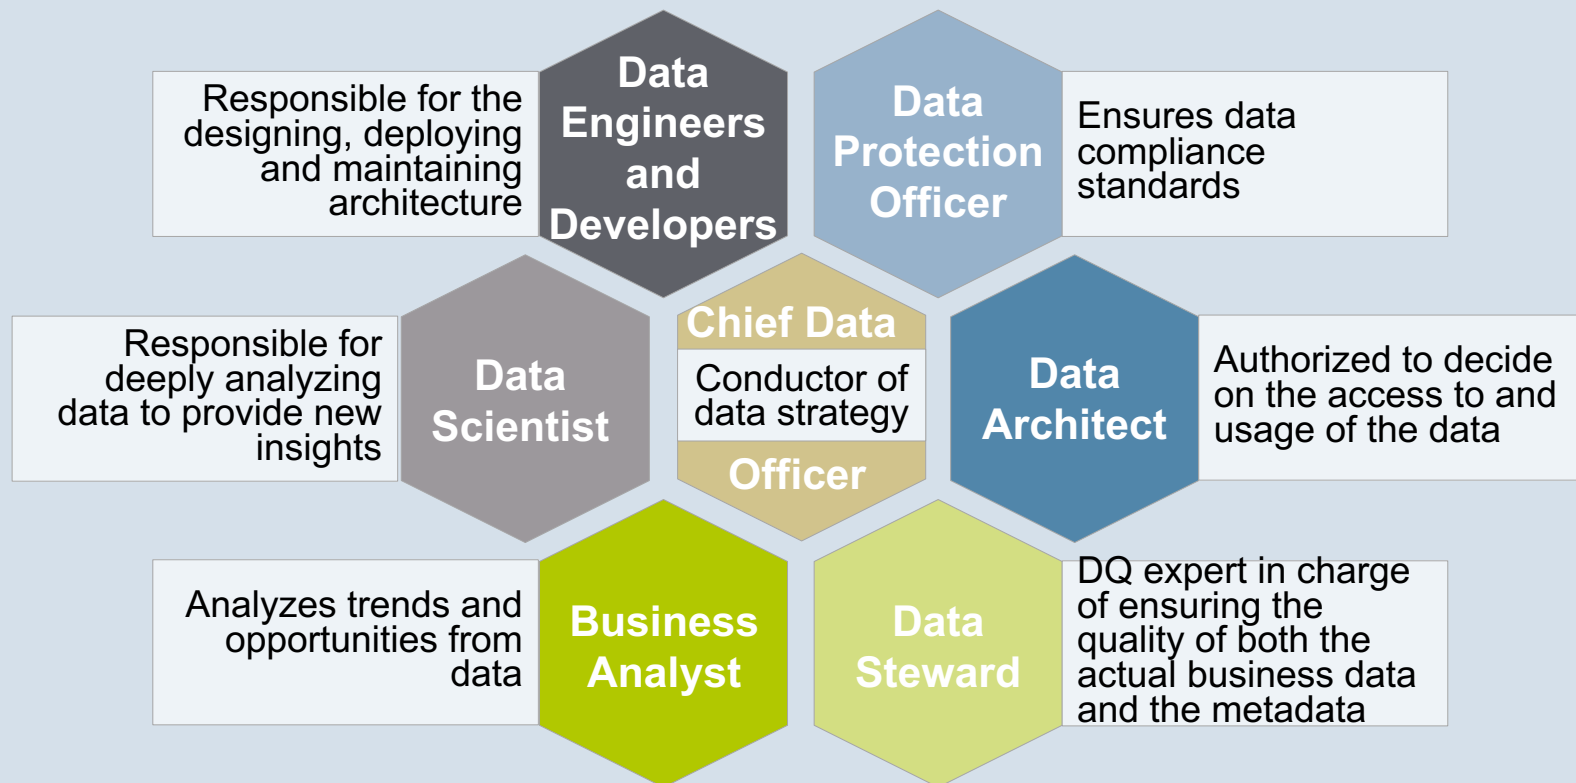 Responsible for the
designing, deploying
and maintaining
architecture
Data
Engineers
and
Developers
Data
Protection
Officer
Ensures data
compliance
standards
Responsible for
deeply analyzing
data to provide new
insights
Data
Scientist
Chief Data
Conductor of
data strategy
Officer
Data
Architect
Authorized to decide
on the access to and
usage of the data
Analyzes trends and
opportunities from
data
Business
Analyst
Data
Steward
DQ expert in charge
of ensuring the
quality of both the
actual business data
and the metadata